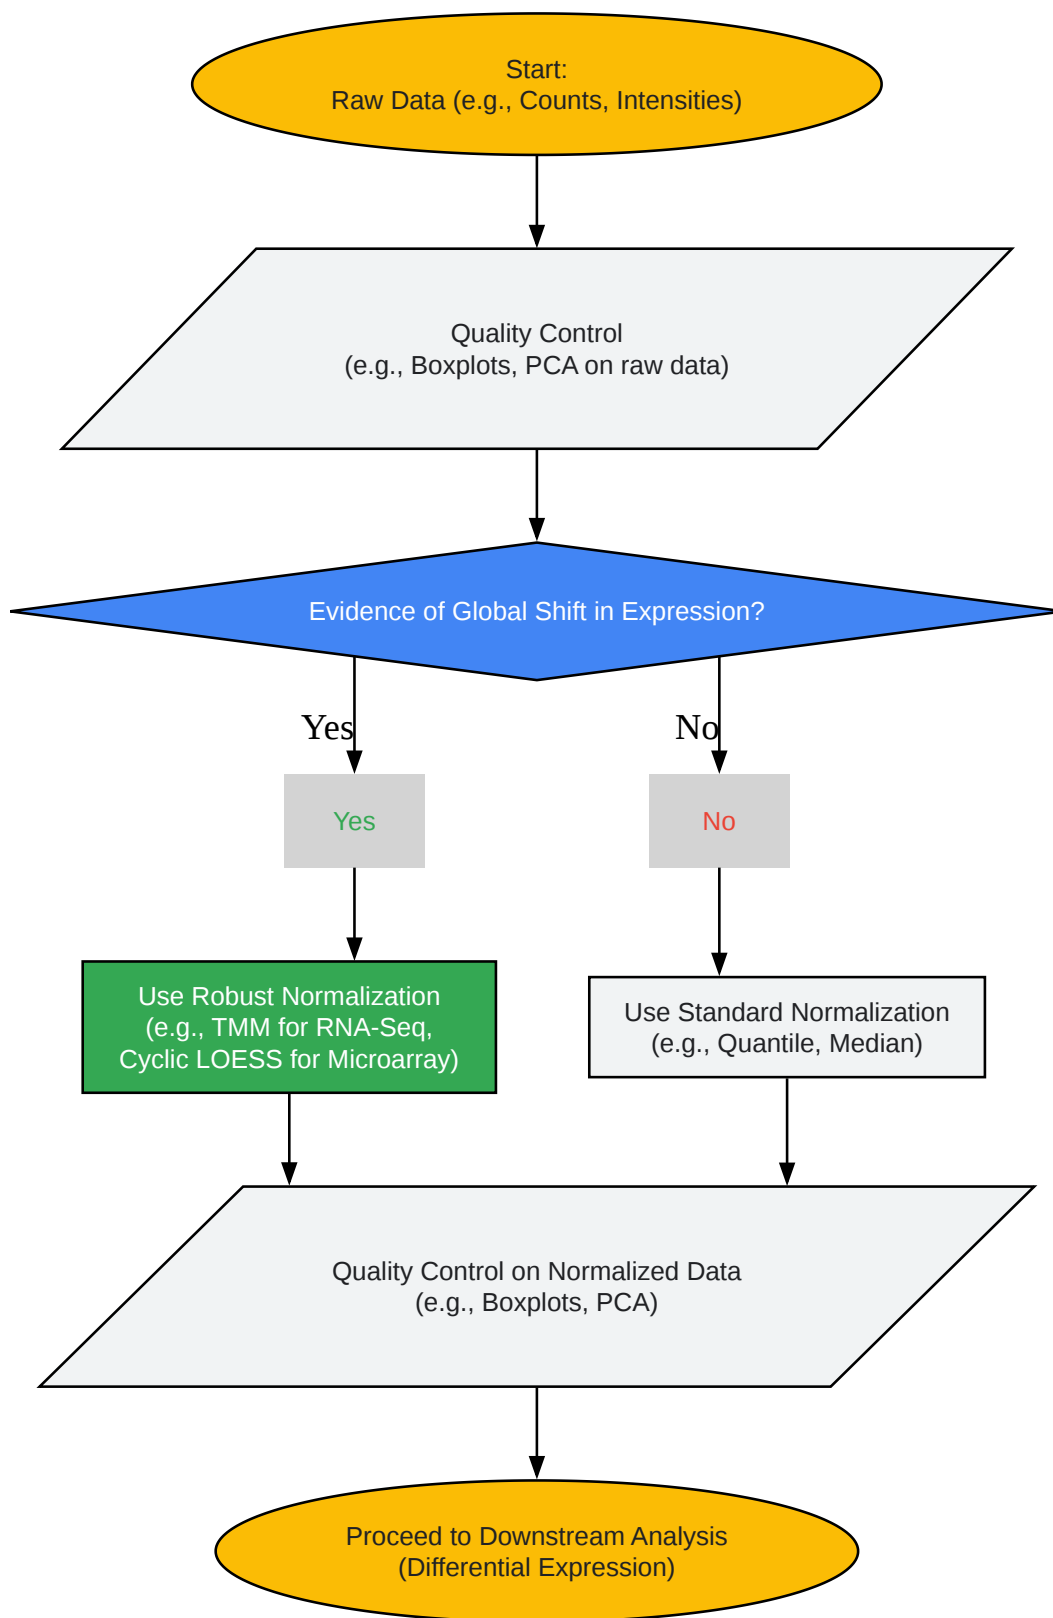 Start:
Raw Data (e.g., Counts, Intensities)
Quality Control
(e.g., Boxplots, PCA on raw data)
Evidence of Global Shift in Expression?
Yes
No
Yes
No
Use Robust Normalization
(e.g., TMM for RNA-Seq,
Cyclic LOESS for Microarray)
Use Standard Normalization
(e.g., Quantile, Median)
Quality Control on Normalized Data
(e.g., Boxplots, PCA)
Proceed to Downstream Analysis
(Differential Expression)